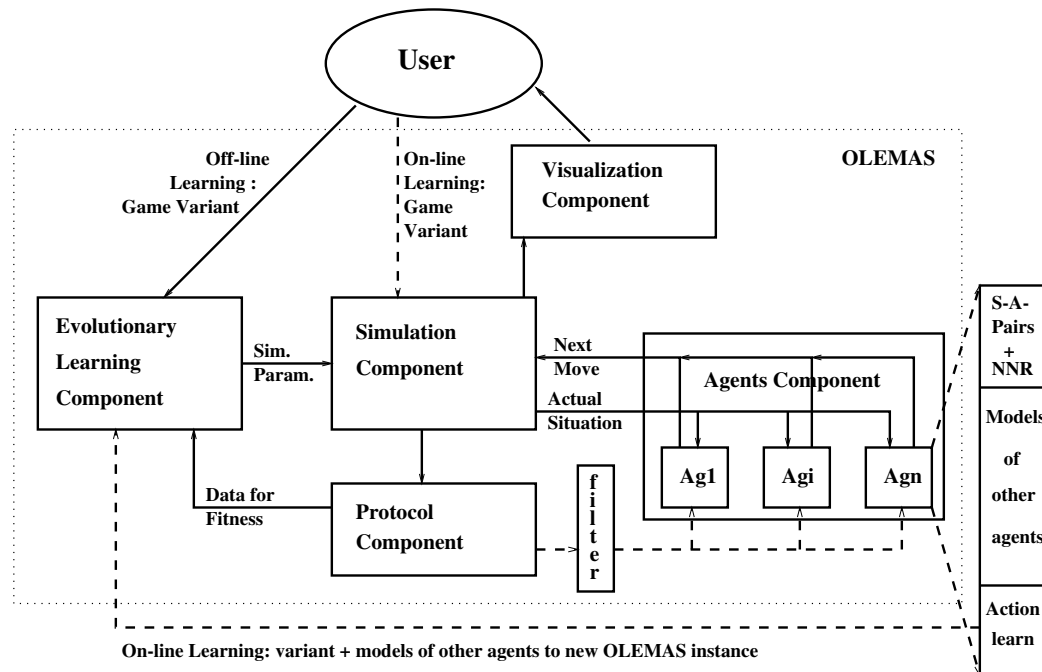 User
OLEMAS
Off-line
Learning :
Game Variant
On-line
Learning:
Game
Variant
Visualization
Component
Evolutionary
Learning
Component
Sim.
Param.
Simulation
Component
Next
Move
Actual
Situation
Agents Component
Ag1
Agi
Agn
S-A-
Pairs
+
NNR
Models
of
other
agents
Action
learn
Data for
Fitness
Protocol
Component
filter
On-line Learning: variant + models of other agents to new OLEMAS instance